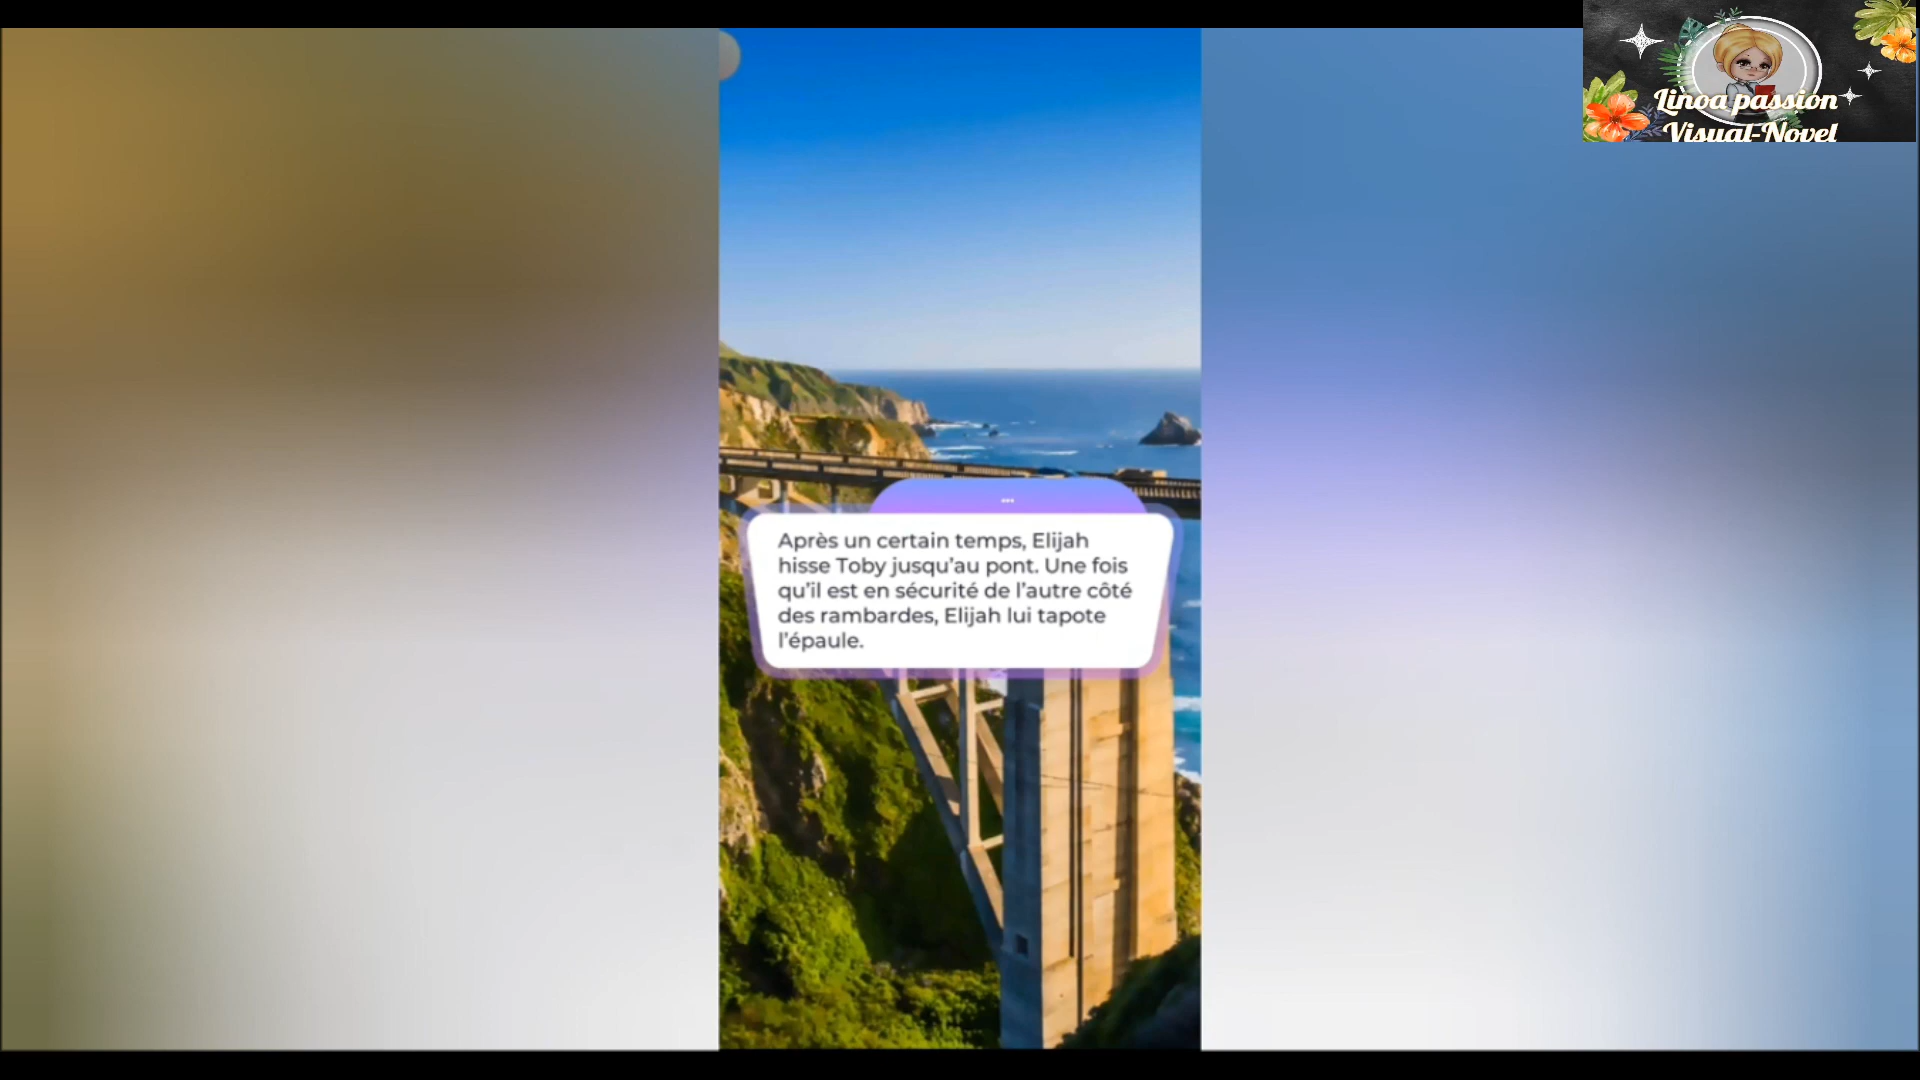 Linoa passion
Visual-Novel
...
Après un certain temps, Elijah
hisse Toby jusqu'au pont. Une fois
qu'il est en sécurité de l'autre côté
des rambardes, Elijah lui tapote
l'épaule.